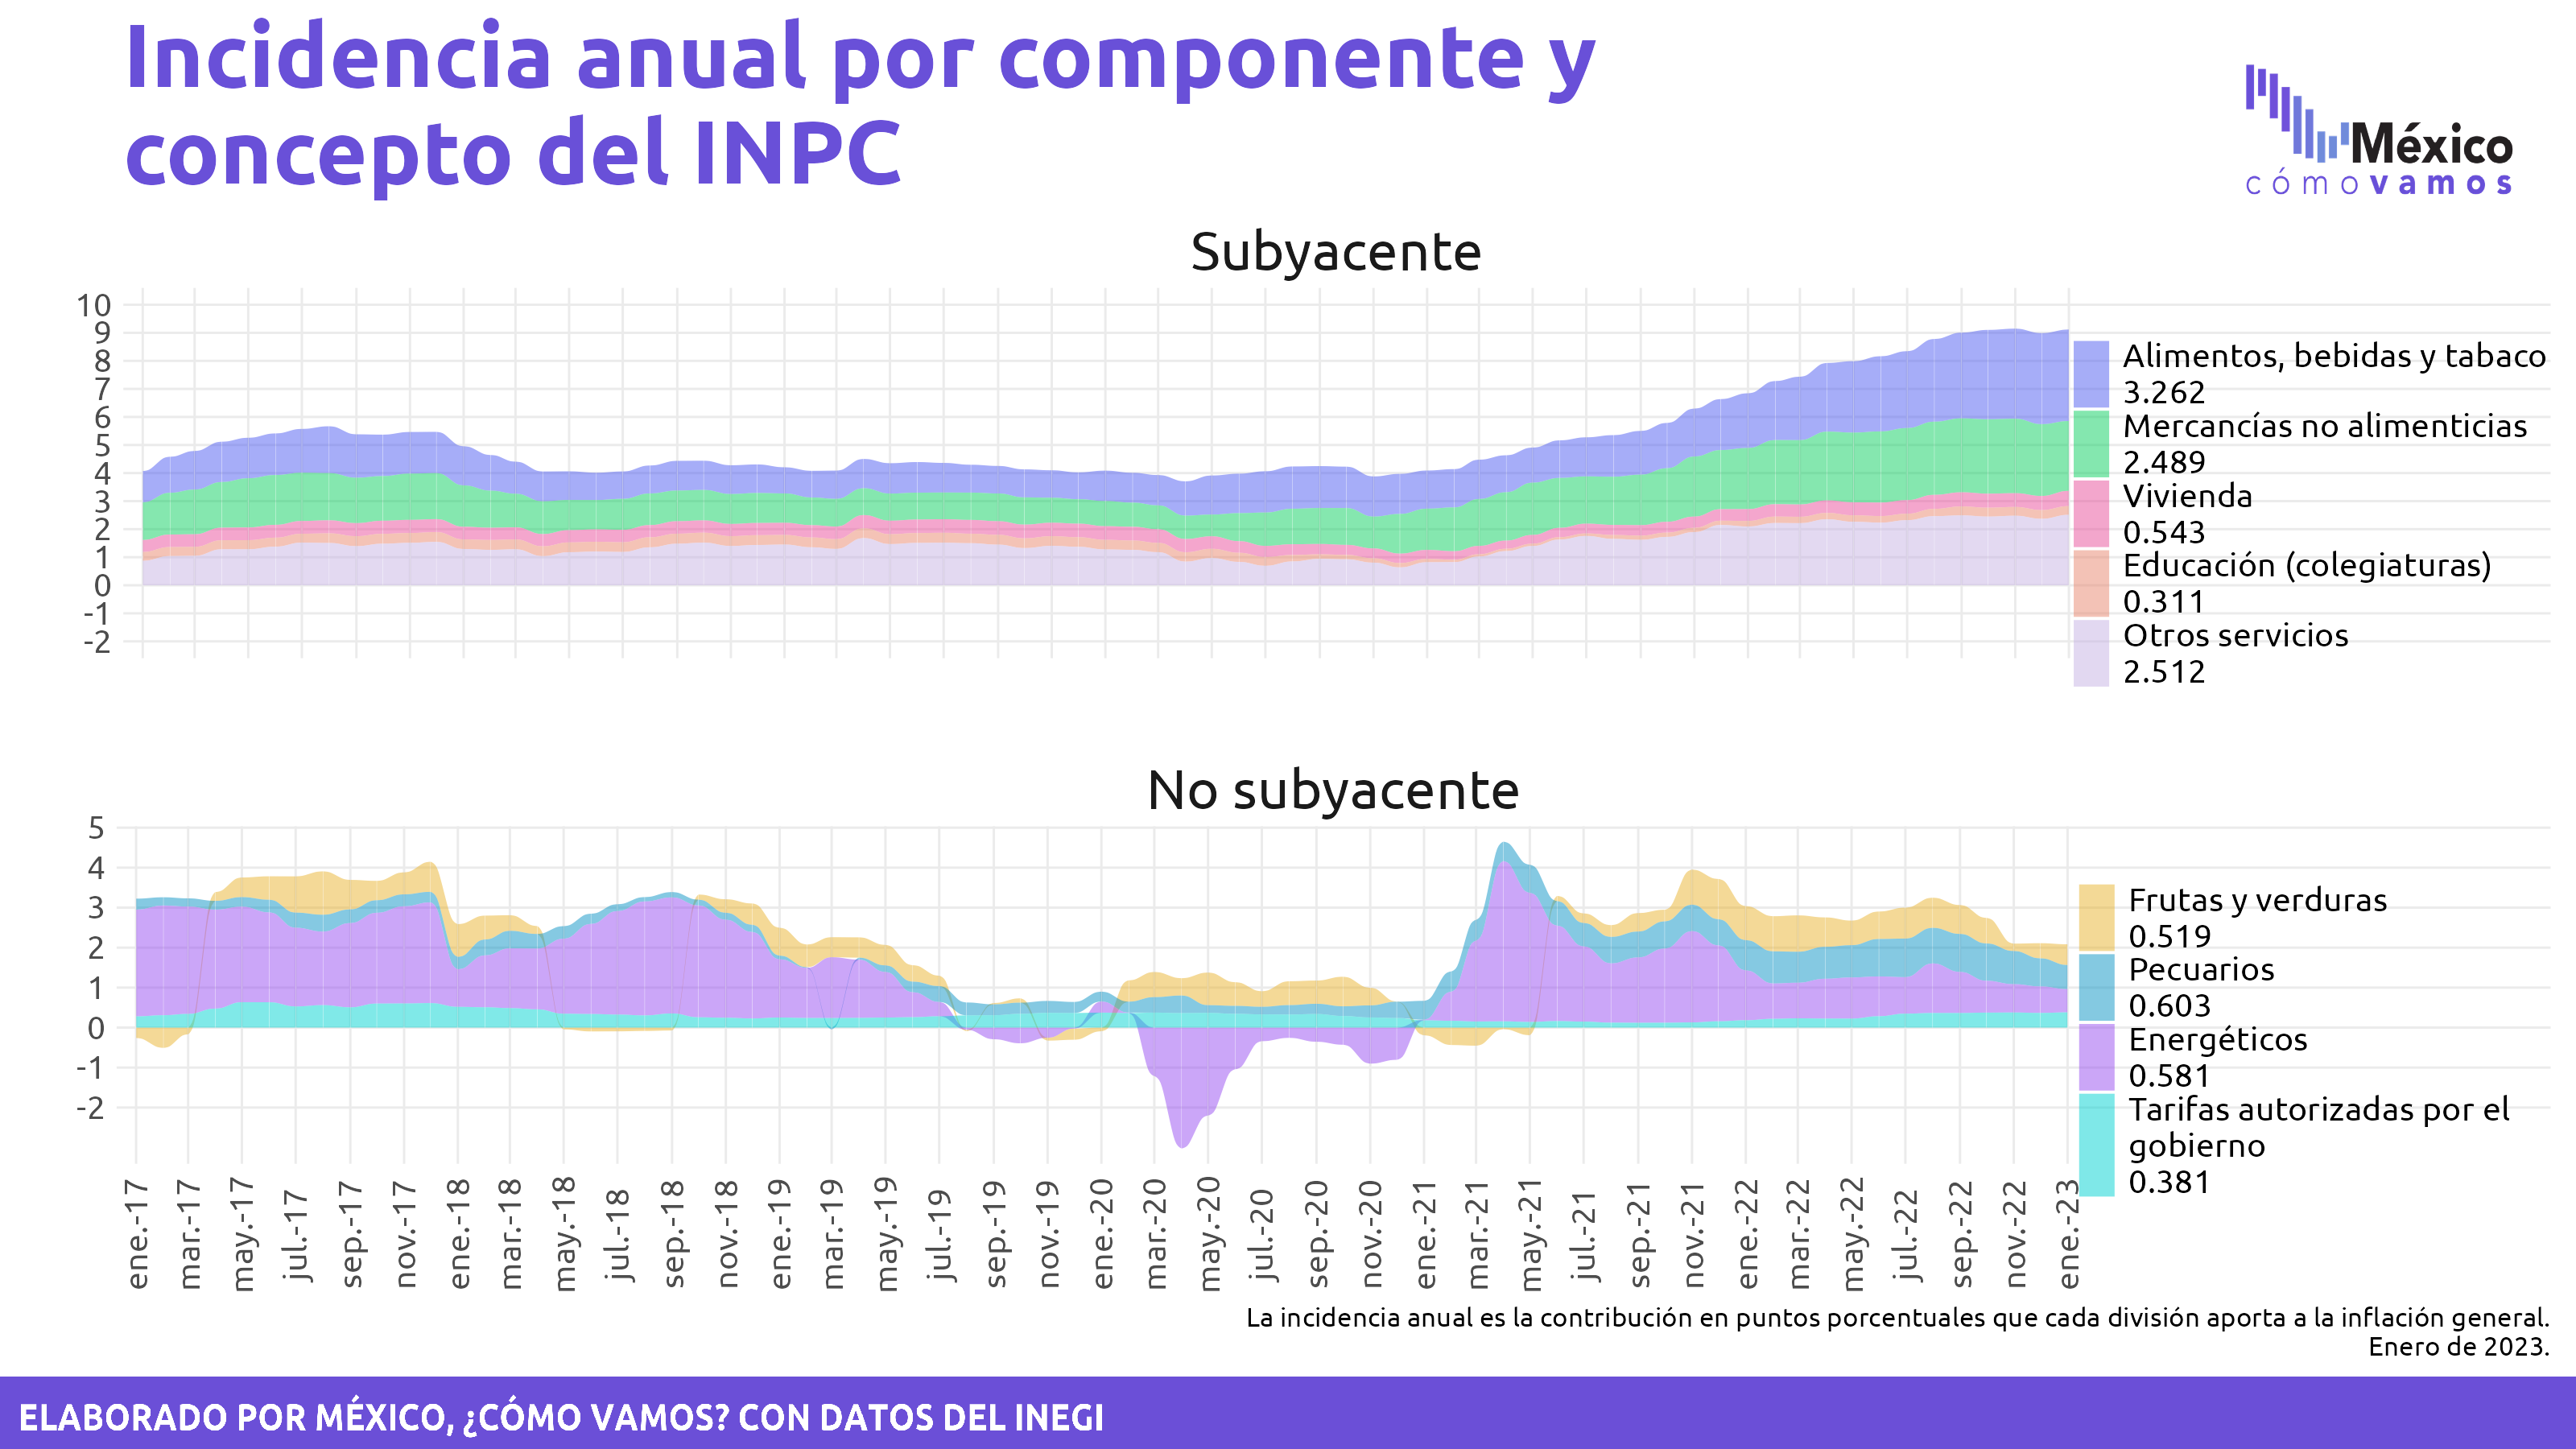 Incidencia anual por componente y
concepto del INPC
México
cómo vamos
Subyacente
10
9
8
7
6
5
4
3
2
1
0
-1
-2
Alimentos, bebidas y tabaco
3.262
Mercancías no alimenticias
2.489
Vivienda
0.543
Educación (colegiaturas)
0.311
Otros servicios
2.512
No subyacente
5
4
3
2
1
0
-1
-2
Frutas y verduras
0.519
Pecuarios
0.603
Energéticos
0.581
Tarifas autorizadas por el
gobierno
0.381
ene.-17
mar.-17
may.-17
jul.-17
sep.-17
nov.-17
ene.-18
mar.-18
may.-18
jul.-18
sep.-18
nov.-18
ene.-19
mar.-19
may.-19
jul.-19
sep.-19
nov.-19
ene.-20
mar.-20
may.-20
jul.-20
sep.-20
nov.-20
ene.-21
mar.-21
may.-21
jul.-21
sep.-21
nov.-21
ene.-22
mar.-22
may.-22
jul.-22
sep.-22
nov.-22
ene.-23
La incidencia anual es la contribución en puntos porcentuales que cada división aporta a la inflación general.
Enero de 2023.
ELABORADO POR MÉXICO, ¿CÓMO VAMOS? CON DATOS DEL INEGI